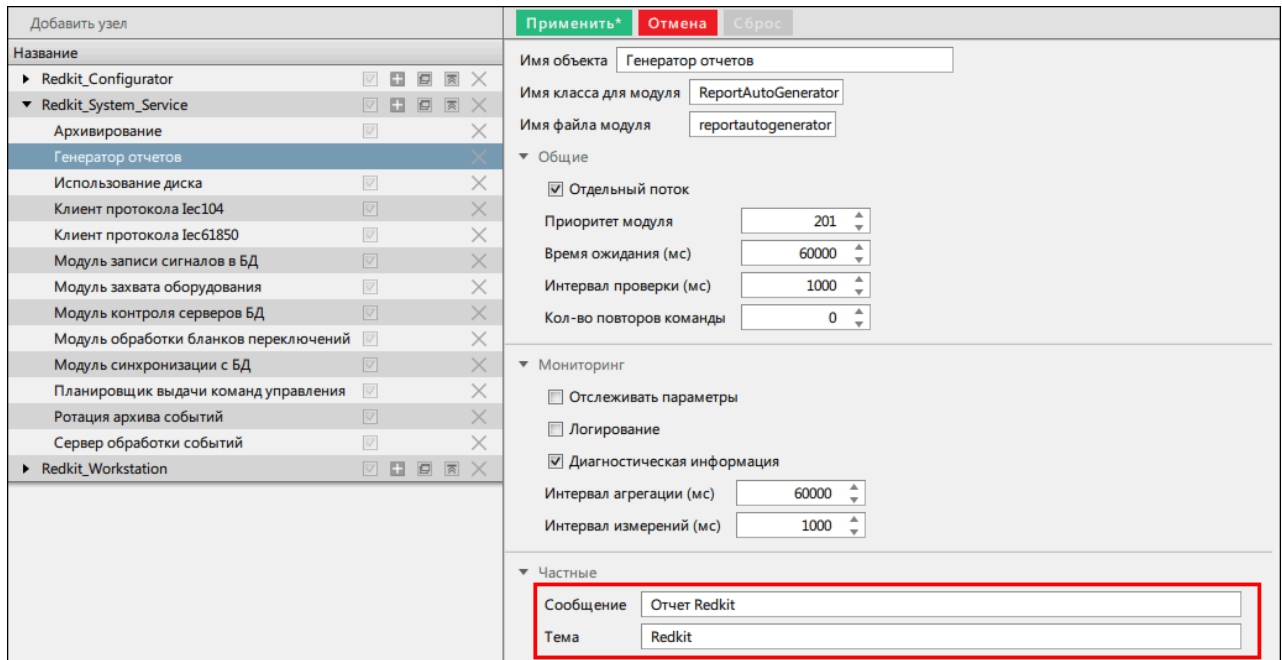 Добавить узел
Название
Redkit_Configurator
Redkit_System_Service
Архивирование
Генератор отчетов
Использование диска
Клиент протокола Iec104
Клиент протокола Iec61850
Модуль записи сигналов в БД
Модуль захвата оборудования
Модуль контроля серверов БД
Модуль обработки бланков переключений
Модуль синхронизации с БД
Планировщик выдачи команд управления
Ротация архива событий
Сервер обработки событий
Redkit_Workstation
Применить* Отмена Сброс
Имя объекта Генератор отчетов
Имя класса для модуля ReportAutoGenerator
Имя файла модуля reportautogenerator
Общие
Отдельный поток
Приоритет модуля 201
Время ожидания (мс) 60000
Интервал проверки (мс) 1000
Кол-во повторов команды 0
Мониторинг
Отслеживать параметры
Логирование
Диагностическая информация
Интервал агрегации (мс) 60000
Интервал измерений (мс) 1000
Частные
Сообщение Отчет Redkit
Тема Redkit